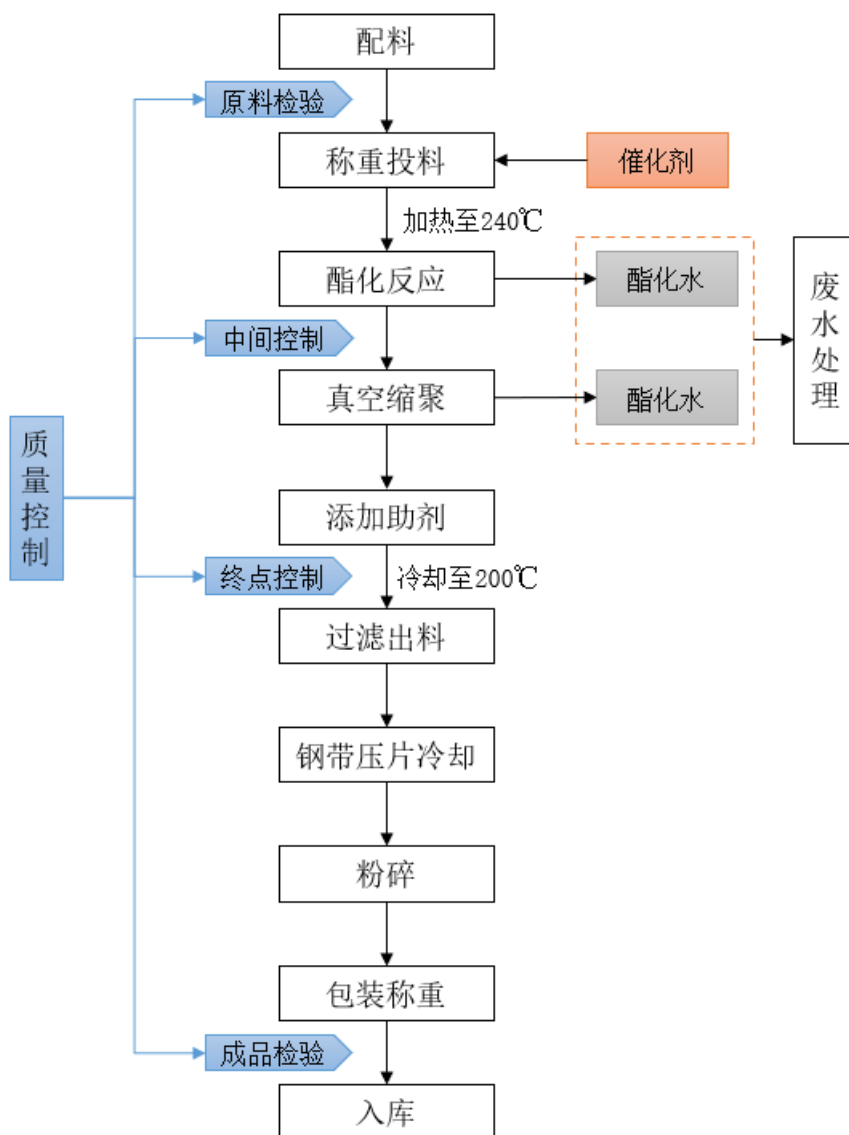 配料
原料检验
称重投料
催化剂
加热至240℃
酯化反应
酯化水
废水处理
中间控制
真空缩聚
酯化水
质量控制
添加助剂
终点控制
冷却至200℃
过滤出料
钢带压片冷却
粉碎
包装称重
成品检验
入库